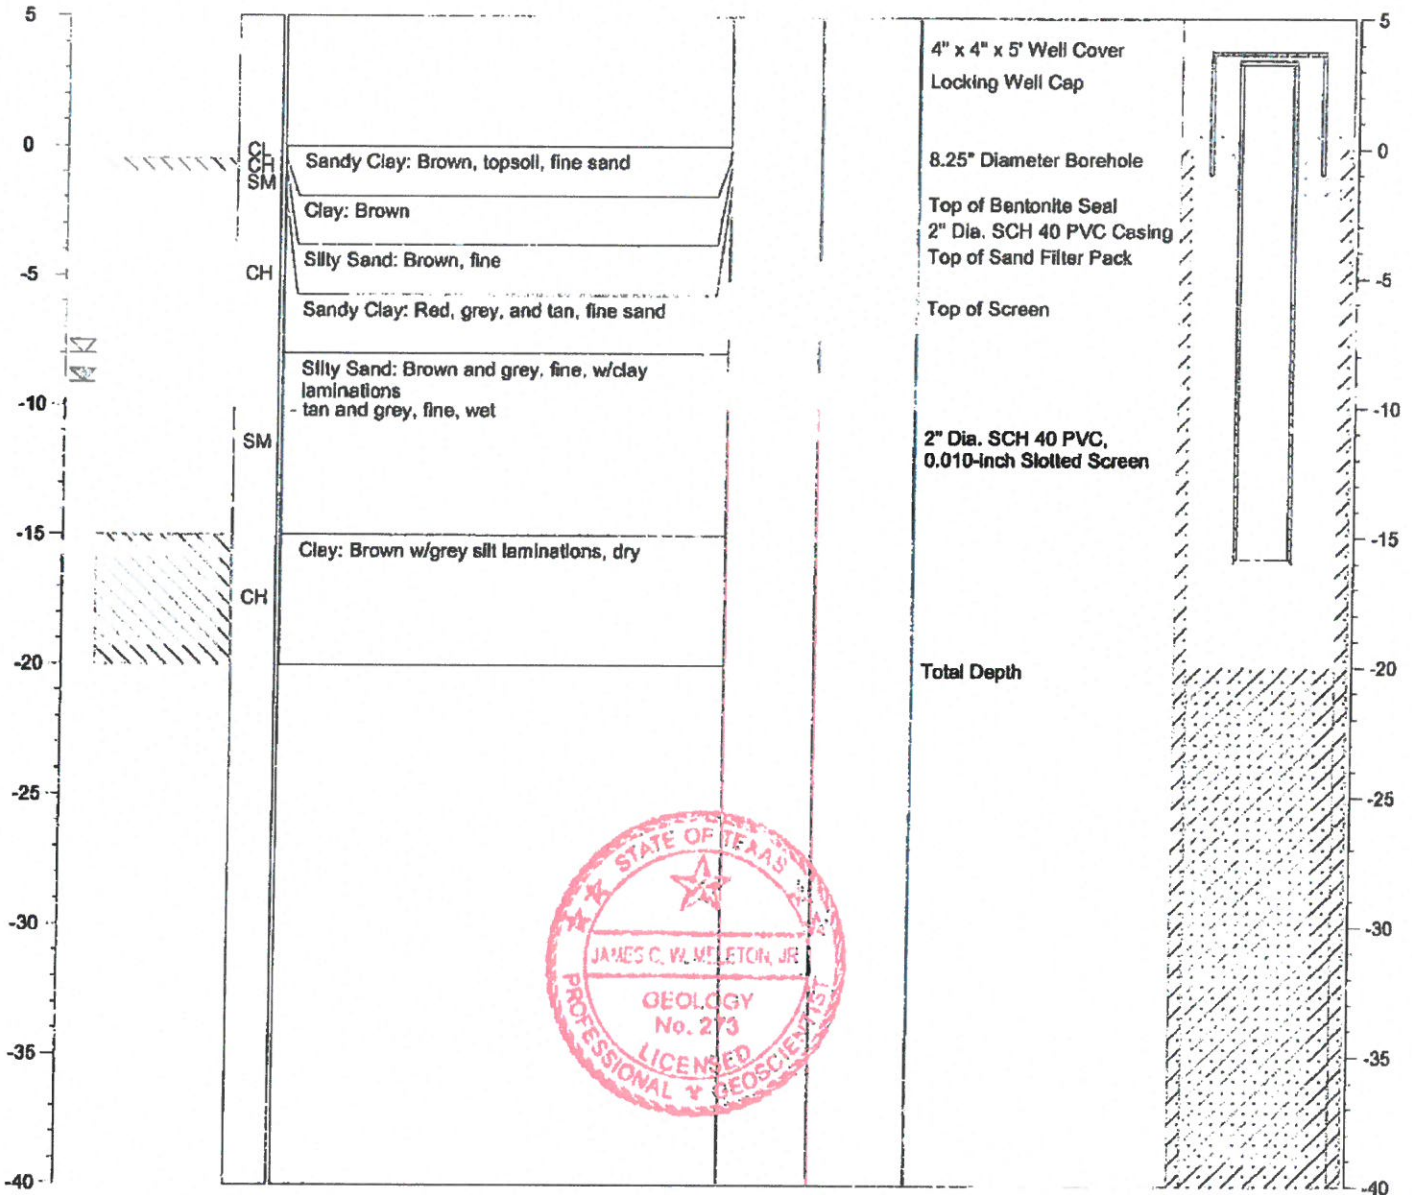 5
0
-5
-10
-15
-20
-25
-30
-35
-40
CL
CH
SM
CH
SM
CH
Sandy Clay: Brown, topsoil, fine sand
Clay: Brown
Silty Sand: Brown, fine
Sandy Clay: Red, grey, and tan, fine sand
Silty Sand: Brown and grey, fine, w/clay
laminations
- tan and grey, fine, wet
Clay: Brown w/grey silt laminations, dry
4" x 4" x 5' Well Cover
Locking Well Cap
8.25" Diameter Borehole
Top of Bentonite Seal
2" Dia. SCH 40 PVC Casing
Top of Sand Filter Pack
Top of Screen
2" Dia. SCH 40 PVC,
0.010-inch Slotted Screen
Total Depth
5
0
-5
-10
-15
-20
-25
-30
-35
-40
STATE OF TEXAS
JAMES C. W. JR
GEOLOGY
No. 273
LICENSED
PROFESSIONAL GEOSCIENTIST